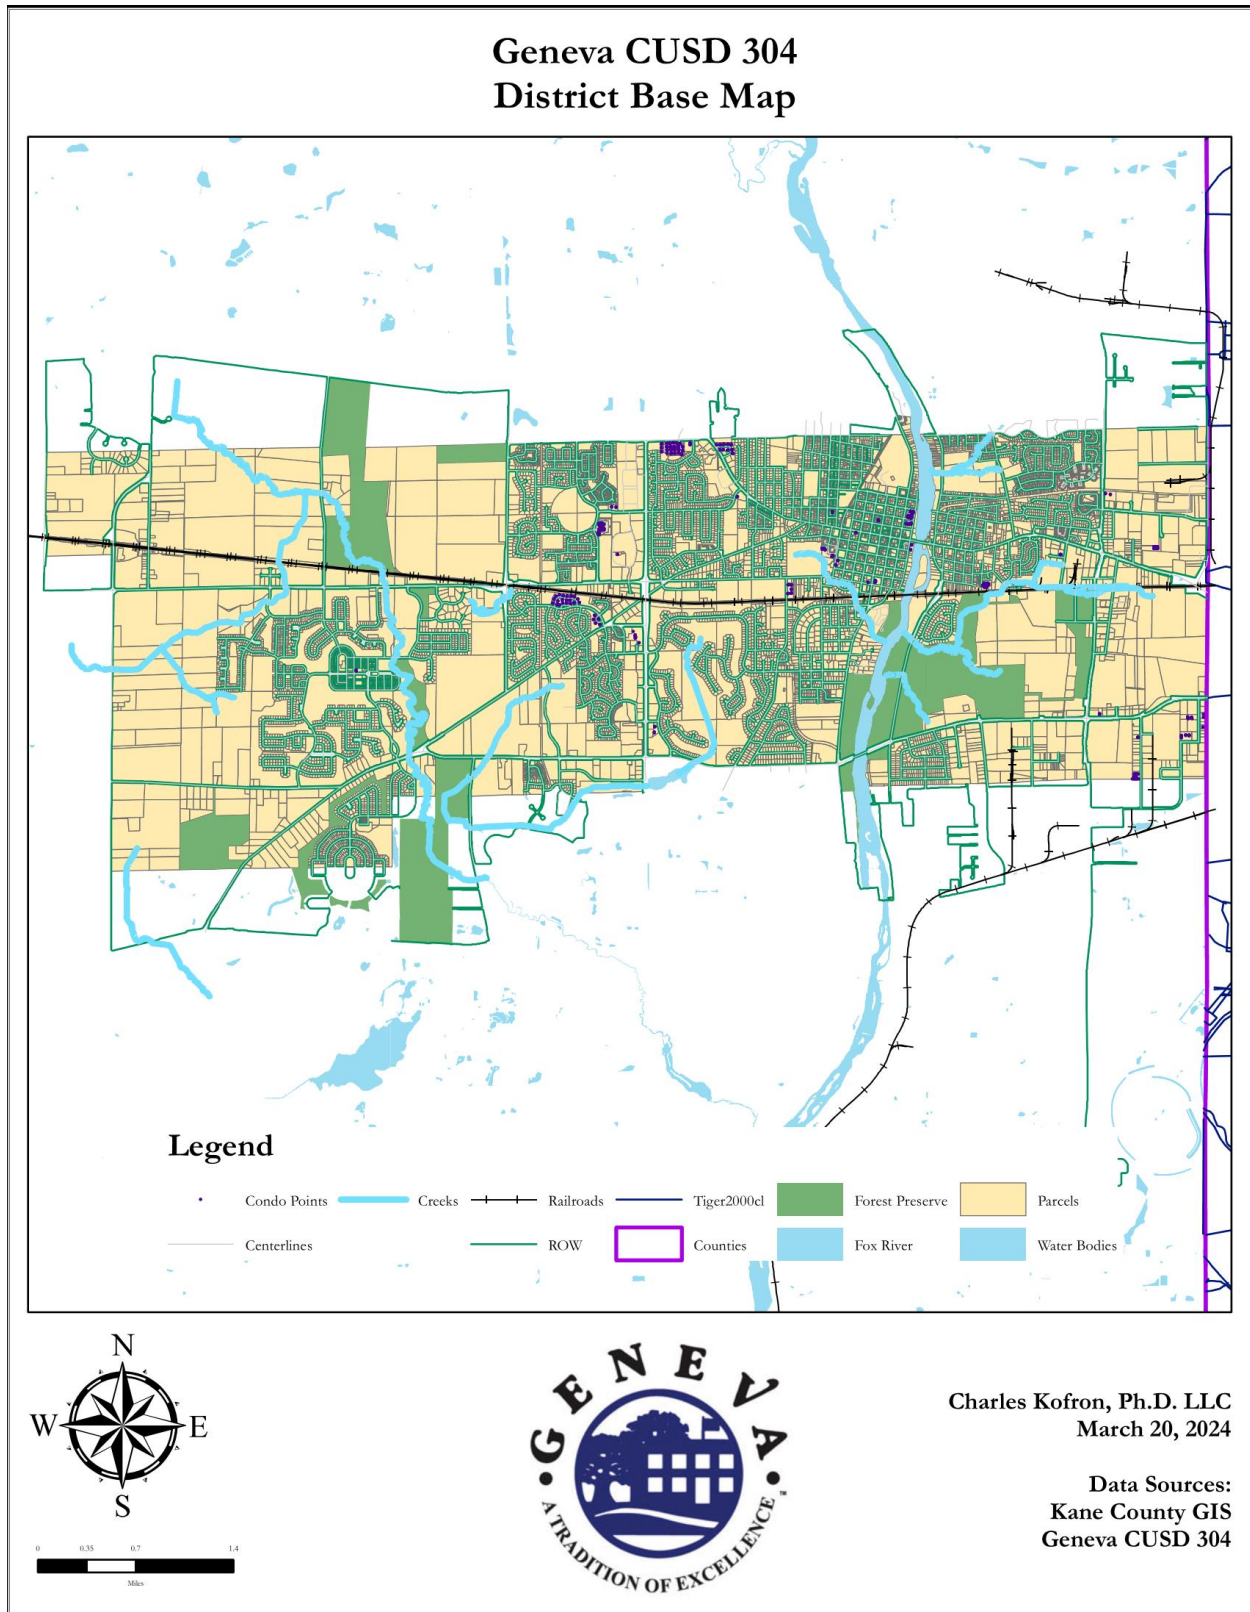 Geneva CUSD 304
District Base Map
Legend
Condo Points
Creeks
Railroads
Tiger2000cl
Forest Preserve
Parcels
Centerlines
ROW
Counties
Fox River
Water Bodies
N
W
E
S
0 0.35 0.7 1.4
Miles
GENEVA
A TRADITION OF EXCELLENCE
™
Charles Kofron, Ph.D. LLC
March 20, 2024
Data Sources:
Kane County GIS
Geneva CUSD 304